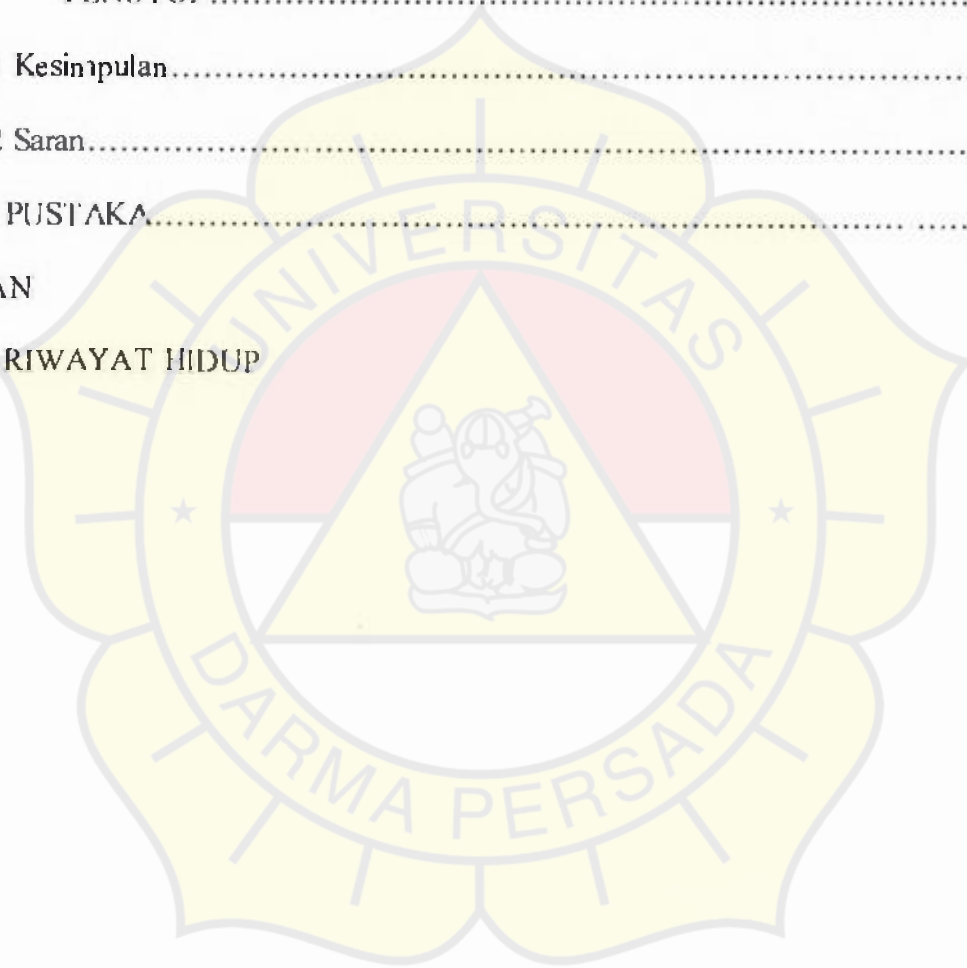 Kesimpulan
Saran
PUSTAKA
AN
RIWAYAT HIDUP
UNIVERSITAS
DARMA PERSADA